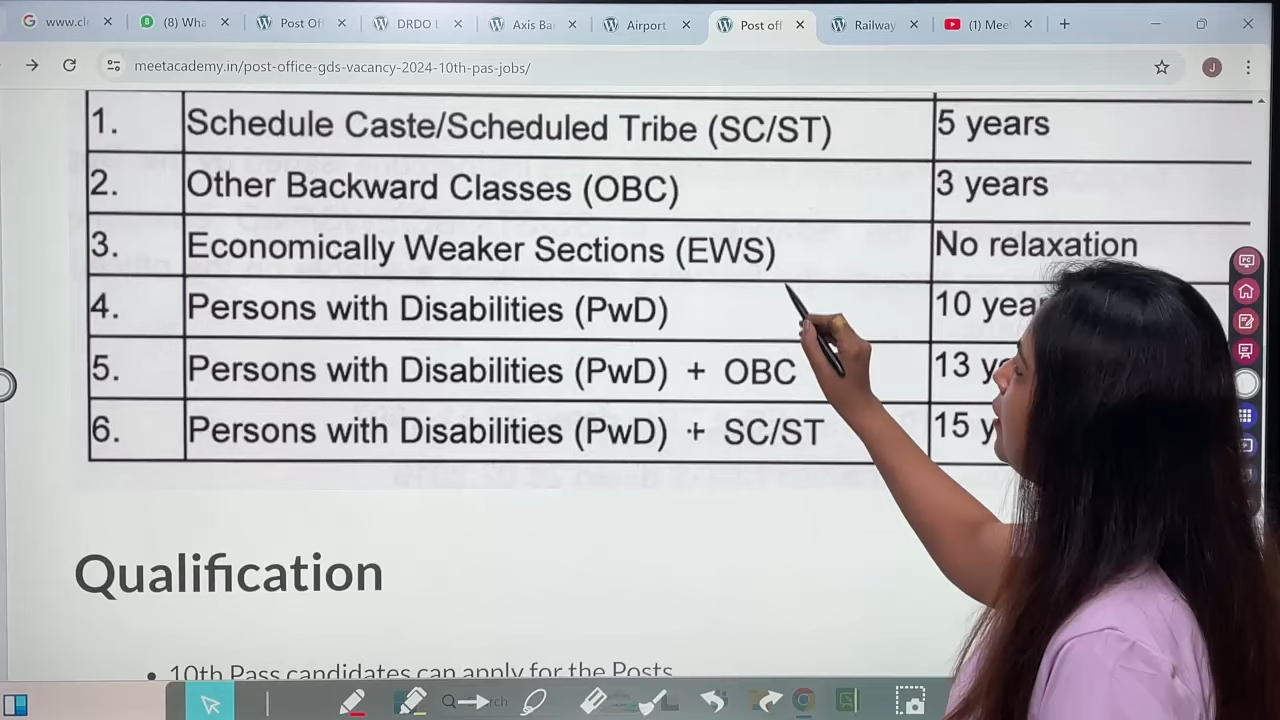 www.cl
(8) Wha
Post Of
DRDO L
Axis Ba
Airport
Post off
Railway
(1) Mee
meetacademy.in/post-office-gds-vacancy-2024-10th-pas-jobs/
J
1. Schedule Caste/Scheduled Tribe (SC/ST) 5 years
2. Other Backward Classes (OBC) 3 years
3. Economically Weaker Sections (EWS) No relaxation
4. Persons with Disabilities (PwD) 10 year
5. Persons with Disabilities (PwD) + OBC 13 ye
6. Persons with Disabilities (PwD) + SC/ST 15 y
PC
Qualification
• 10th Pass candidates can apply for the Posts